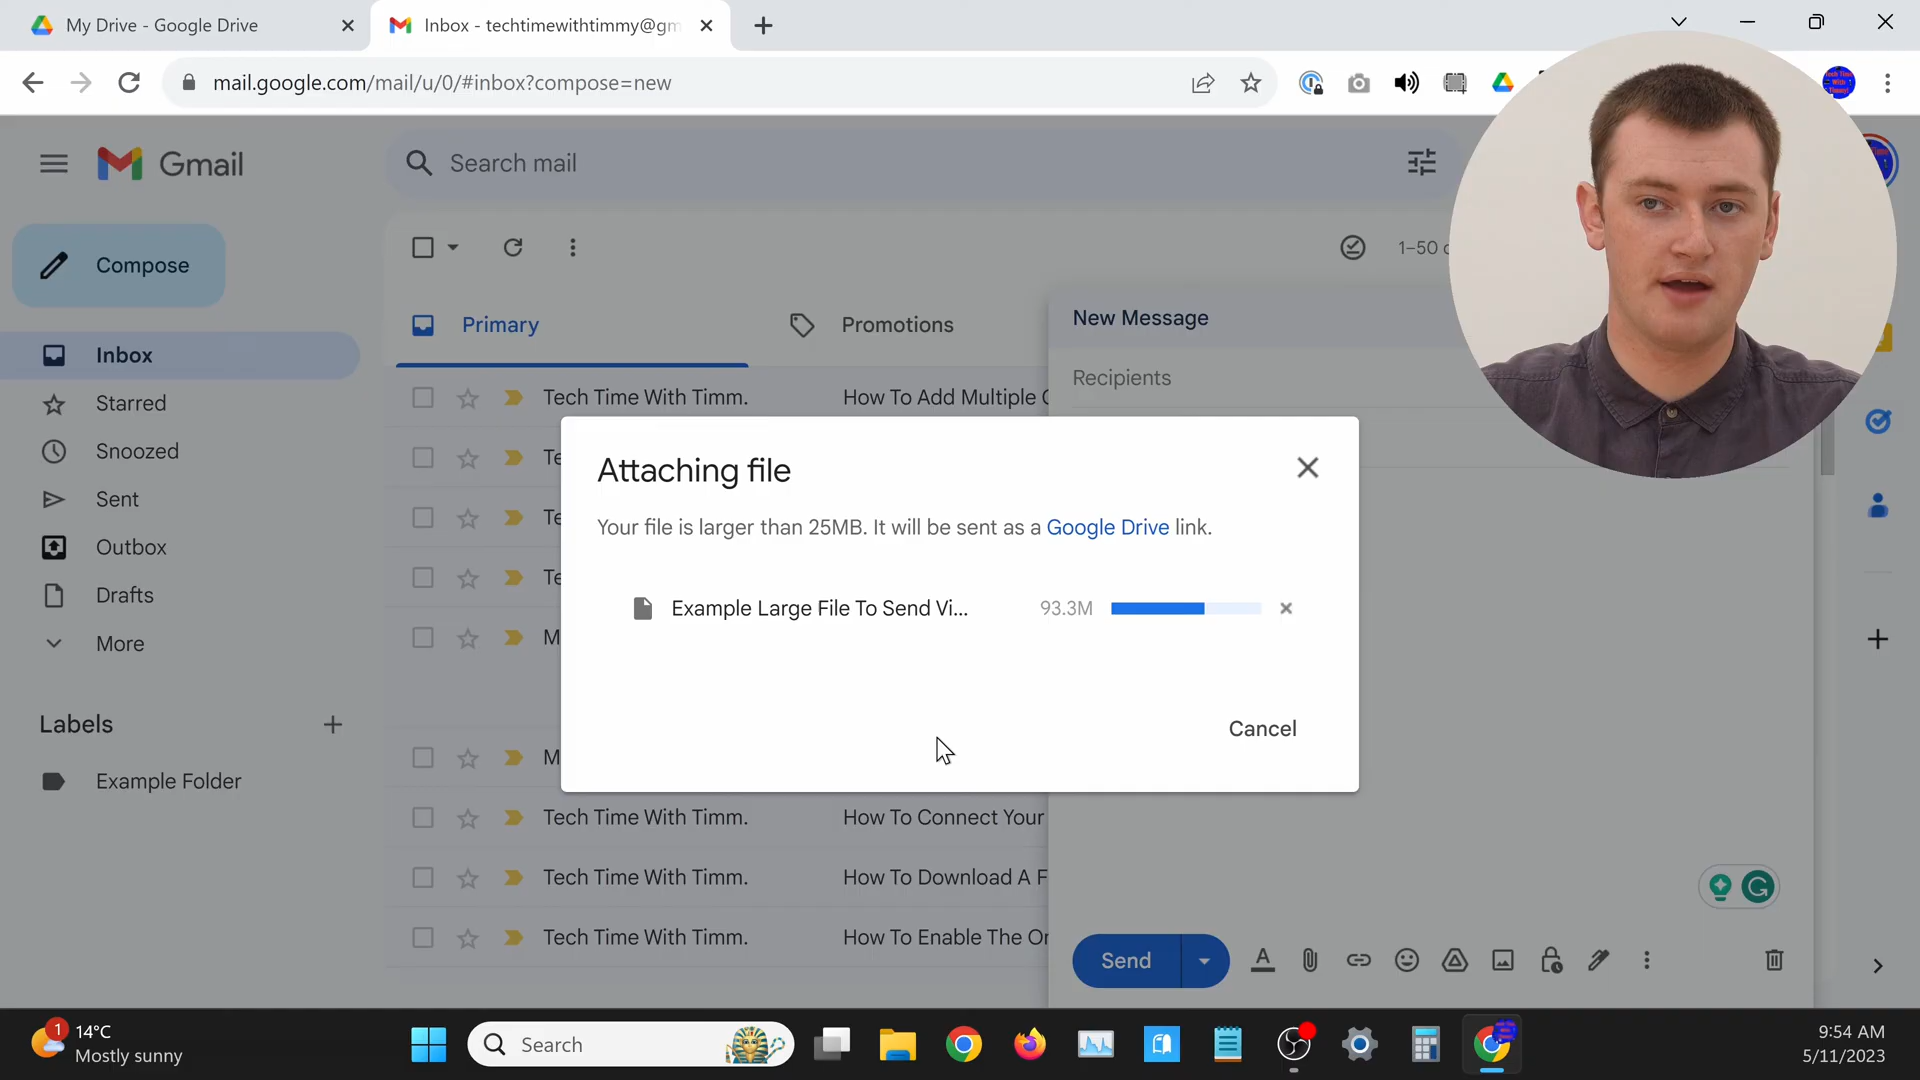 My Drive - Google Drive
Inbox - techtimewithtimmy@gm
mail.google.com/mail/u/0/#inbox?compose=new
Gmail
Search mail
Compose
1–50
Primary
Promotions
New Message
Inbox
Recipients
Starred
Tech Time With Timm.
How To Add Multiple
Snoozed
Te
Attaching file
Sent
Te
Your file is larger than 25MB. It will be sent as a Google Drive link.
Outbox
Drafts
Te
Example Large File To Send Vi...
93.3M
More
M
Labels
Cancel
Example Folder
M
Tech Time With Timm.
How To Connect Your
Tech Time With Timm.
How To Download A F
Tech Time With Timm.
How To Enable The
Send
1
14°C
Mostly sunny
Search
9:54 AM
5/11/2023